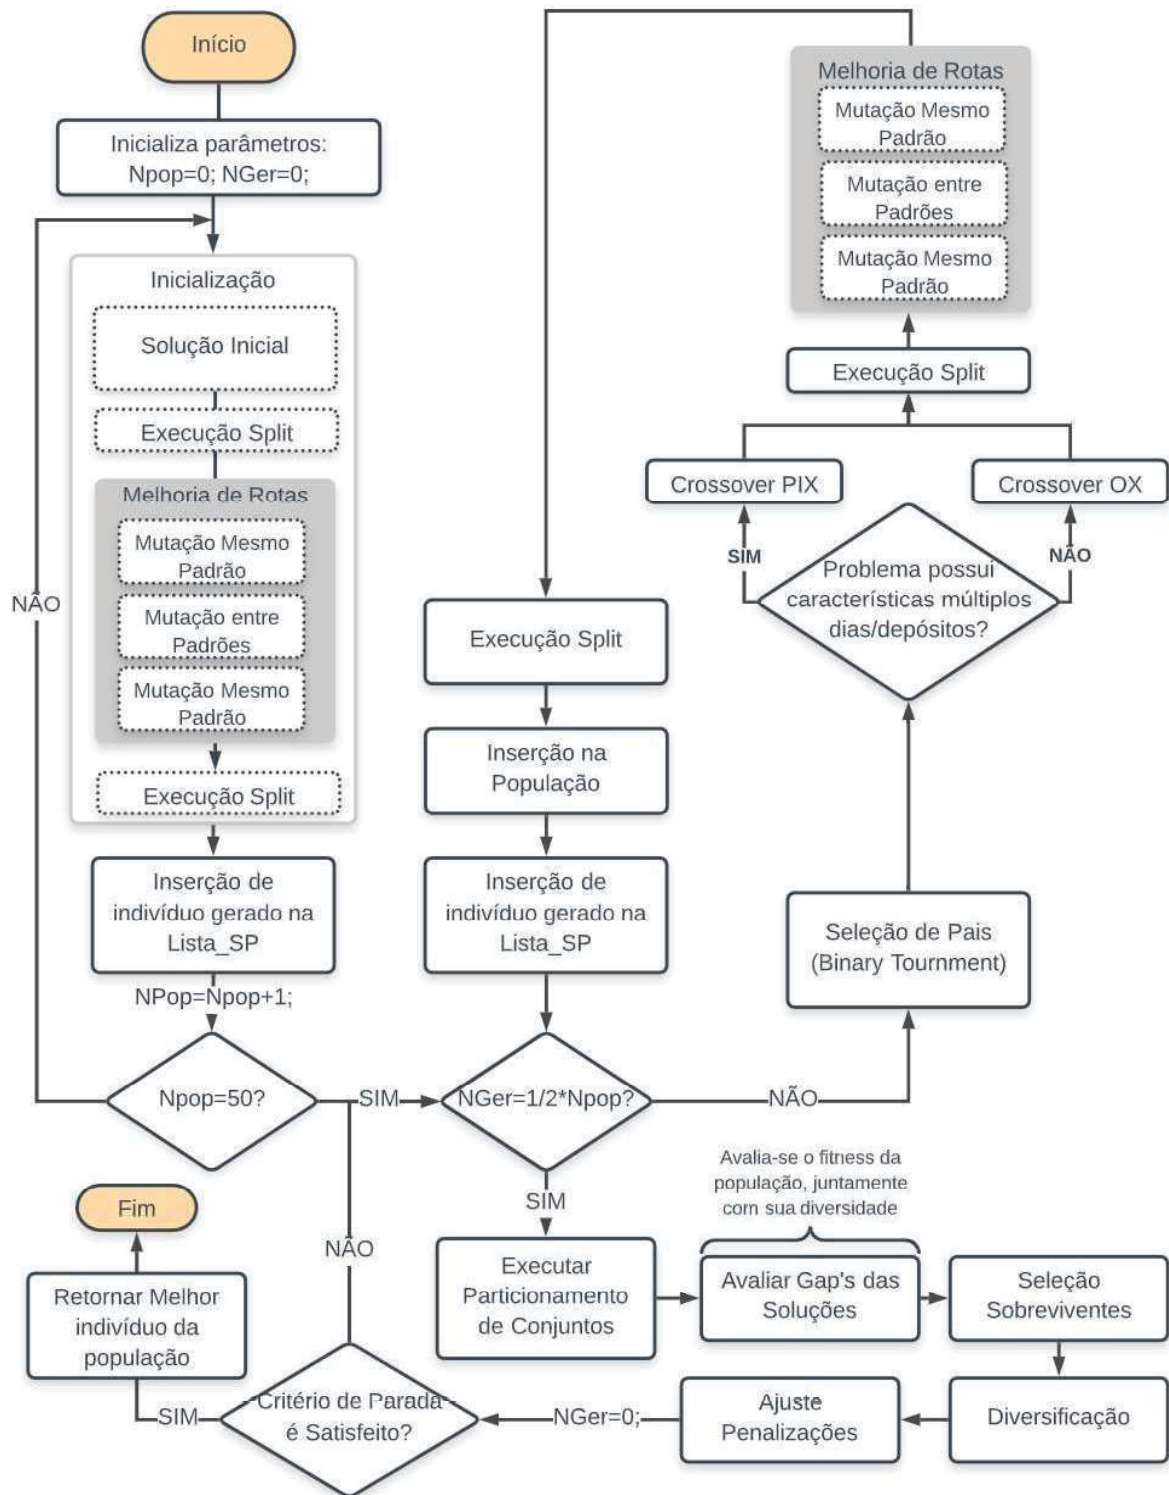 Início
Inicializa parâmetros:
Npop=0; NGer=0;
Inicialização
Solução Inicial
Execução Split
Melhoria de Rotas
Mutação Mesmo
Padrão
Mutação entre
Padrões
Mutação Mesmo
Padrão
Execução Split
Inserção de
indivíduo gerado na
Lista_SP
NPop=Npop+1;
Npop=50?
NÃO
SIM
Execução Split
Inserção na
População
Inserção de
indivíduo gerado na
Lista_SP
NGer=1/2*Npop?
NÃO
SIM
Seleção de Pais
(Binary Tournment)
Problema possui
características múltiplos
dias/depósitos?
SIM
NÃO
Crossover PIX
Crossover OX
Execução Split
Melhoria de Rotas
Mutação Mesmo
Padrão
Mutação entre
Padrões
Mutação Mesmo
Padrão
Executar
Particionamento
de Conjuntos
Avalia-se o fitness da
população, juntamente
com sua diversidade
Avaliar Gap's das
Soluções
Seleção
Sobreviventes
Diversificação
Ajuste
Penalizações
NGer=0;
Critério de Parada
é Satisfeito?
NÃO
SIM
Retornar Melhor
indivíduo da
população
Fim